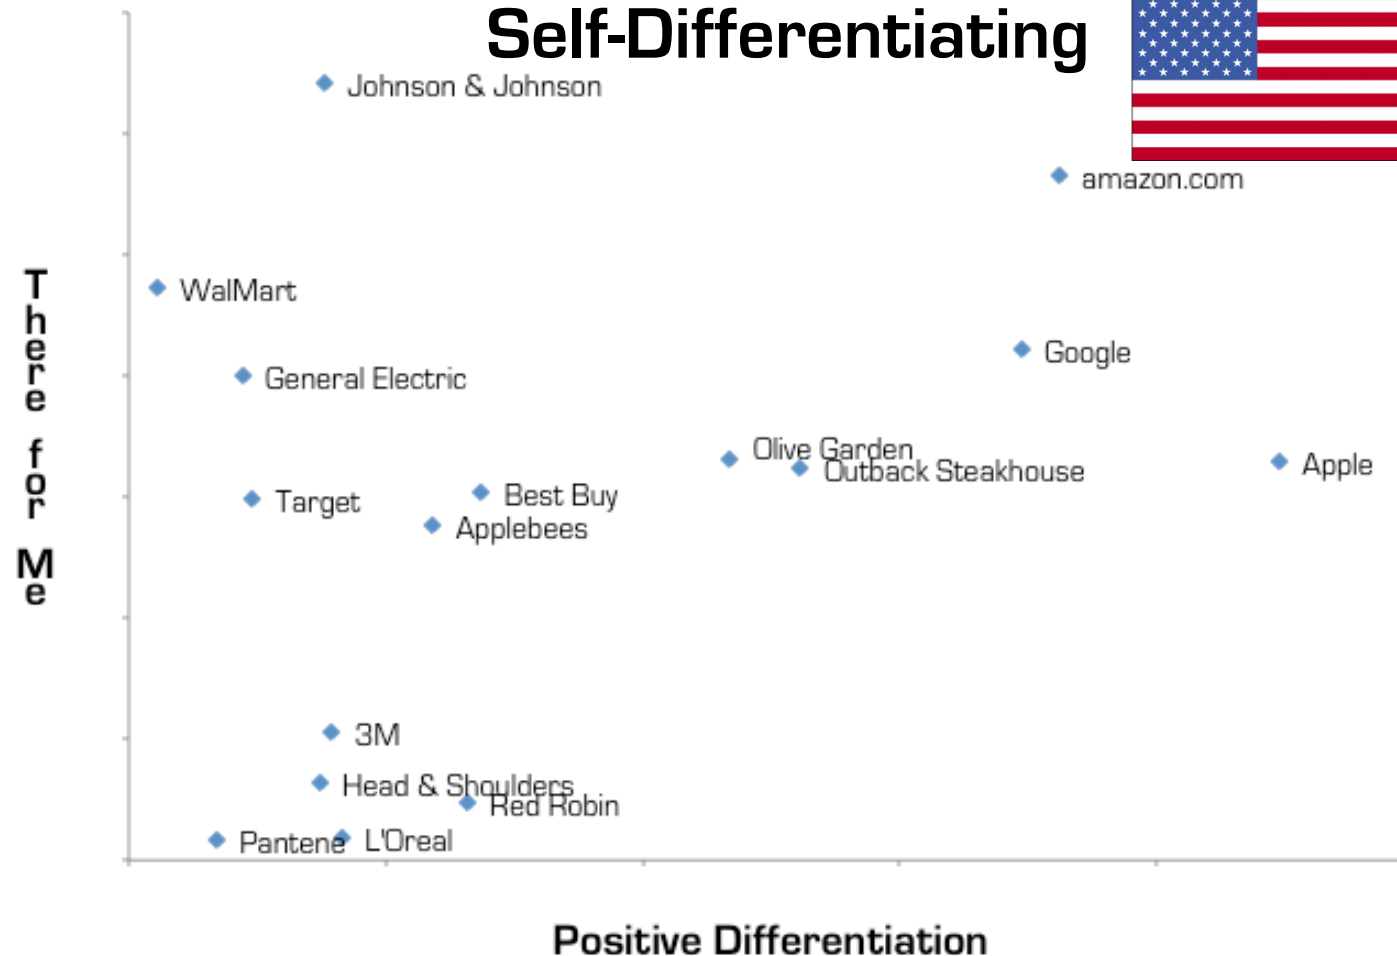 Self-Differentiating
Johnson & Johnson
amazon.com
WalMart
Google
General Electric
Olive Garden
Outback Steakhouse
Apple
Best Buy
Target
Applebees
There for Me
3M
Head & Shoulders
Red Robin
Pantene
L'Oreal
Positive Differentiation